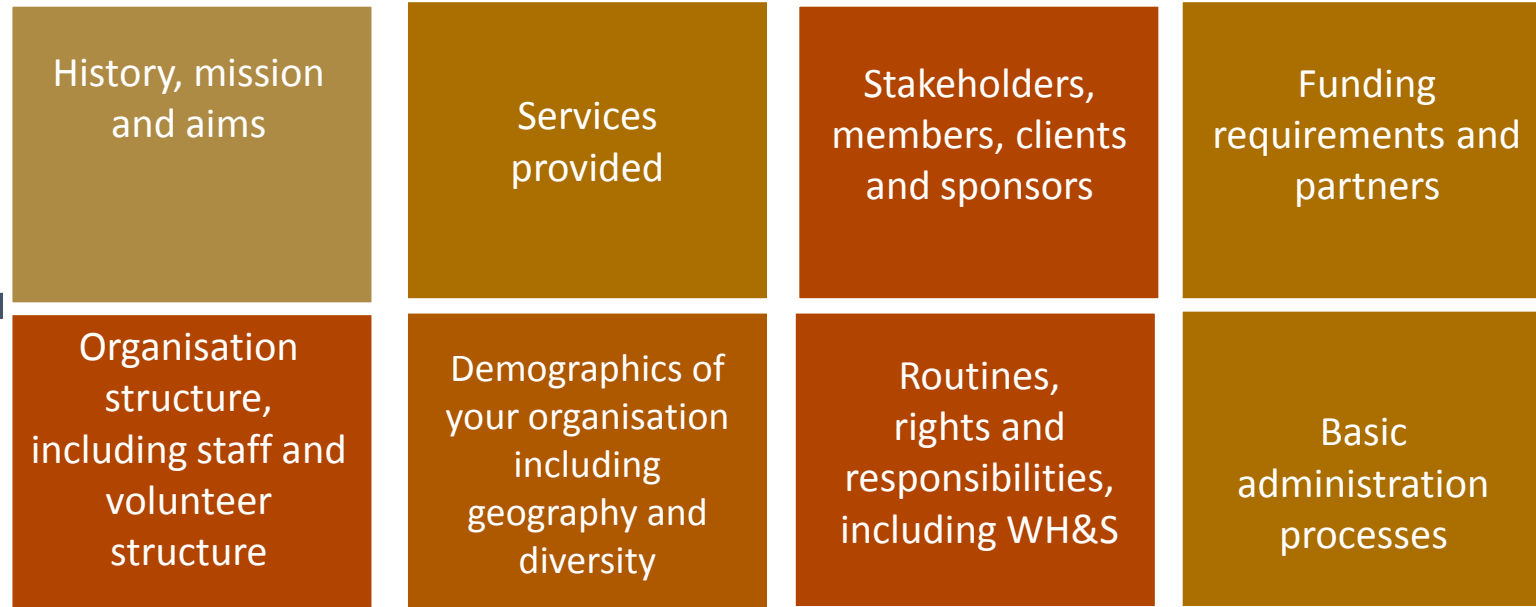 History, mission
and aims
Services
provided
Stakeholders,
members, clients
and sponsors
Funding
requirements and
partners
Organisation
structure,
including staff and
volunteer
structure
Demographics of
your organisation
including
geography and
diversity
Routines,
rights and
responsibilities,
including WH&S
Basic
administration
processes